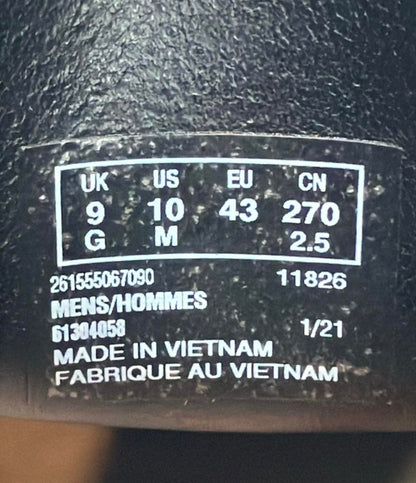 UK US EU CN
9 10 43 270
G M 2.5
261555067090 11826
MENS/HOMMES
61304058 1/21
MADE IN VIETNAM
FABRIQUE AU VIETNAM